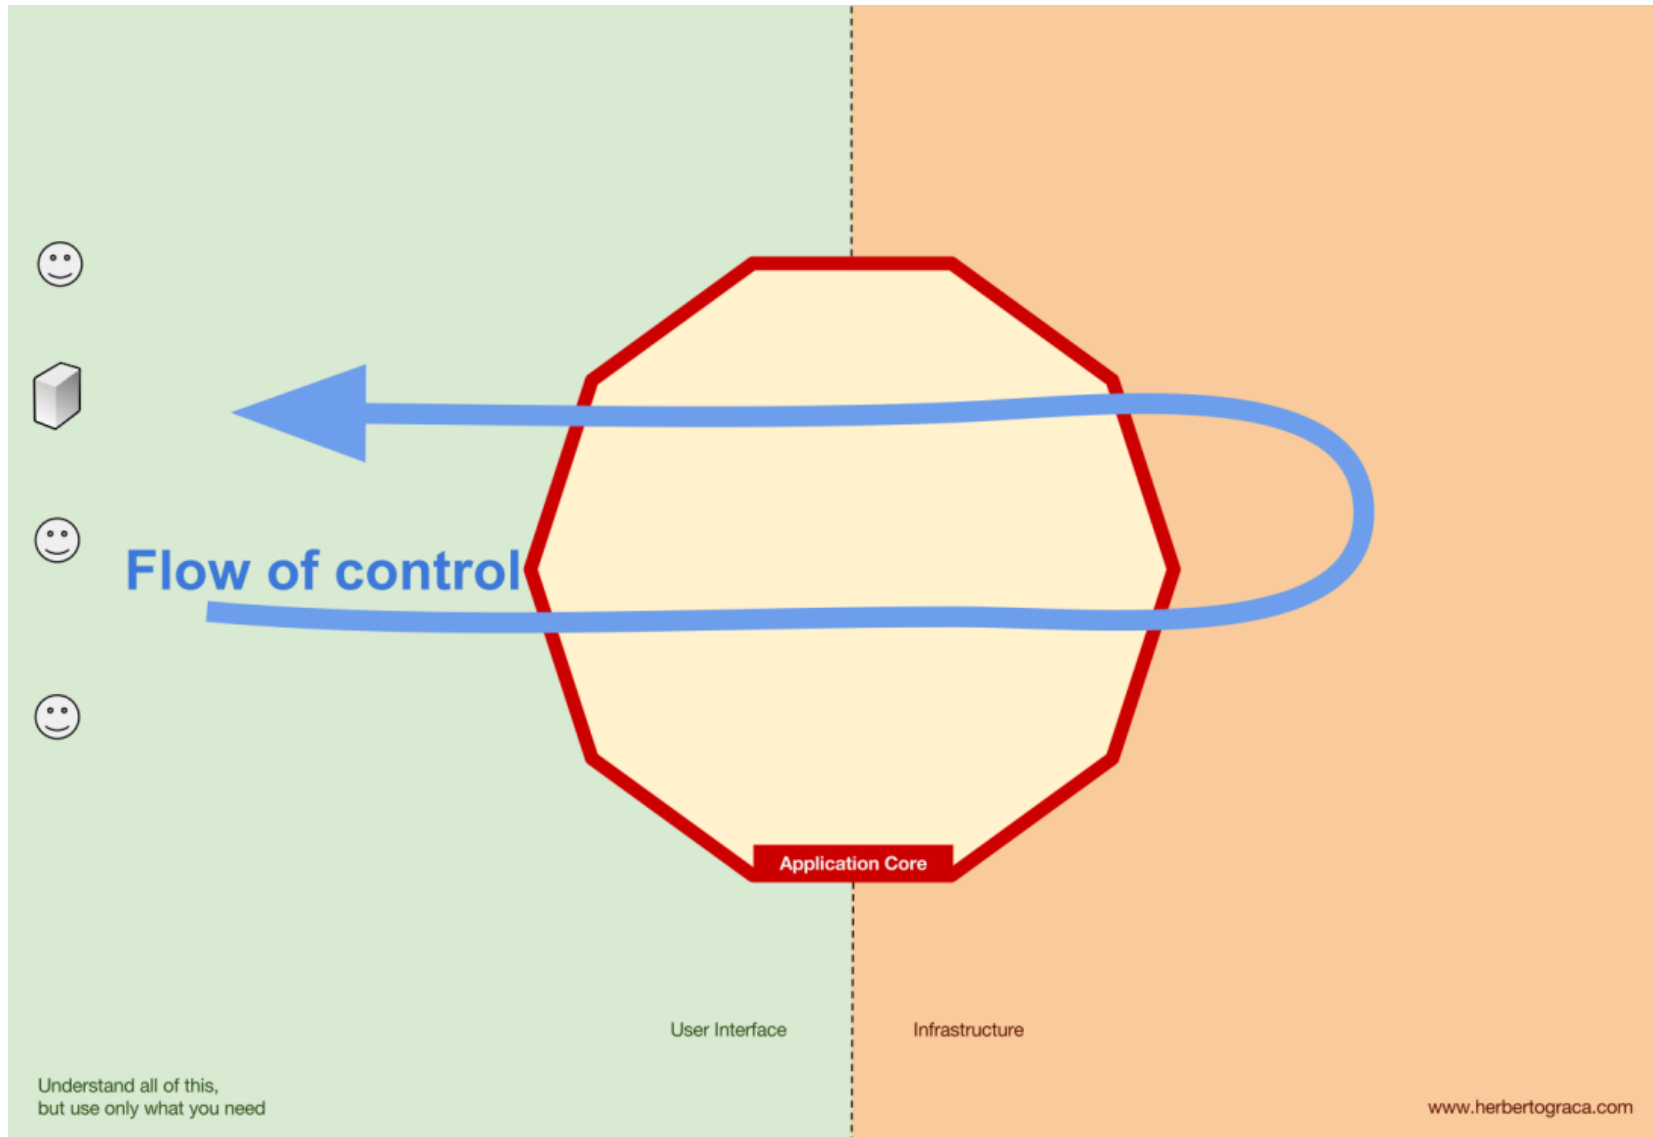 Flow of control
Application Core
User Interface
Infrastructure
Understand all of this,
but use only what you need
www.herbertograca.com